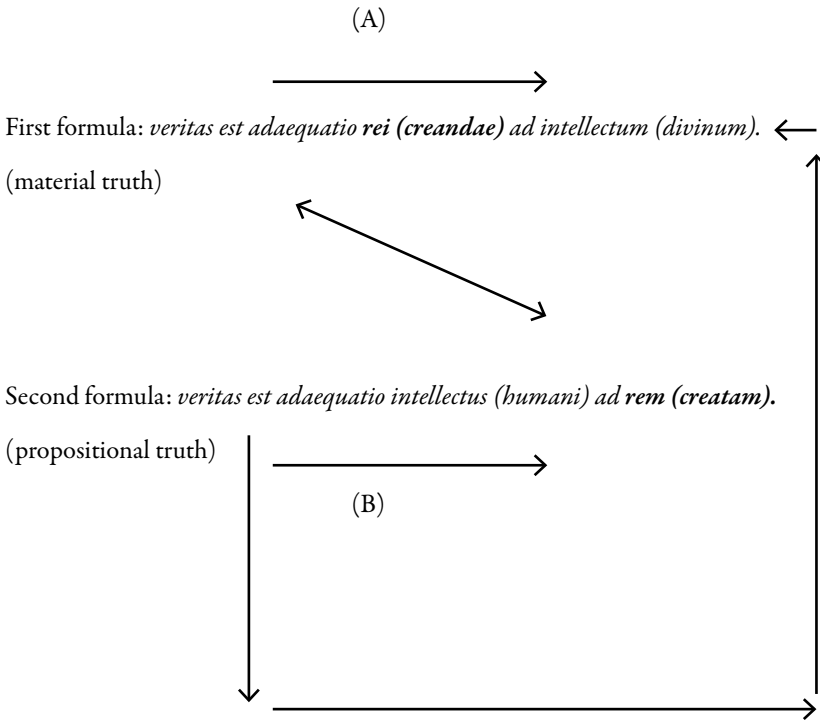 (A)
First formula: veritas est adaequatio rei (creandae) ad intellectum (divinum).
(material truth)
Second formula: veritas est adaequatio intellectus (humani) ad rem (creatam).
(propositional truth)
(B)